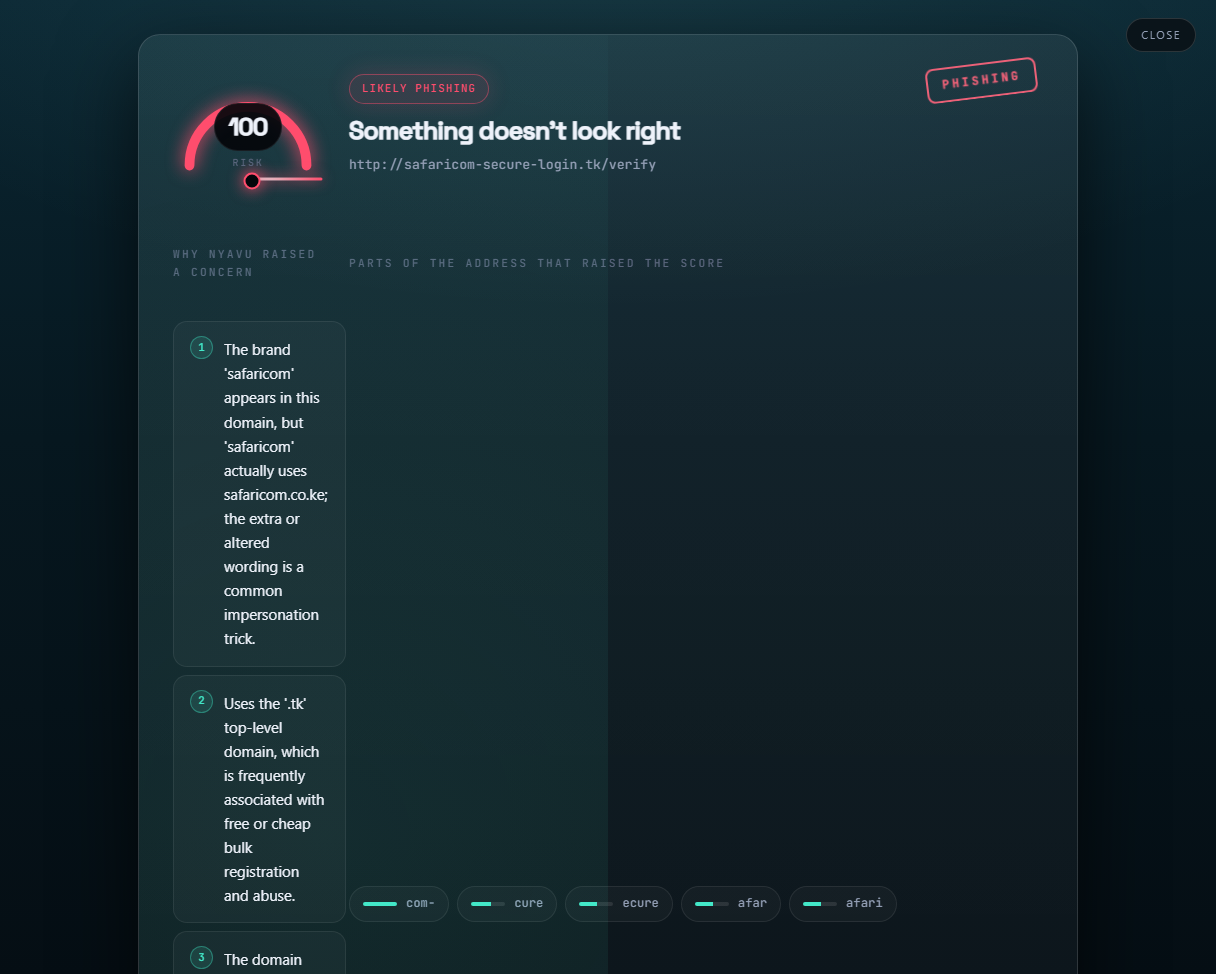 CLOSE
PHISHING
LIKELY PHISHING
100
RISK
Something doesn't look right
http://safaricom-secure-login.tk/verify
WHY NYAVU RAISED
A CONCERN
PARTS OF THE ADDRESS THAT RAISED THE SCORE
1
The brand
'safaricom'
appears in this
domain, but
'safaricom'
actually uses
safaricom.co.ke;
the extra or
altered
wording is a
common
impersonation
trick.
2
Uses the '.tk'
top-level
domain, which
is frequently
associated with
free or cheap
bulk
registration
and abuse.
com-
cure
ecure
afar
afari
3
The domain